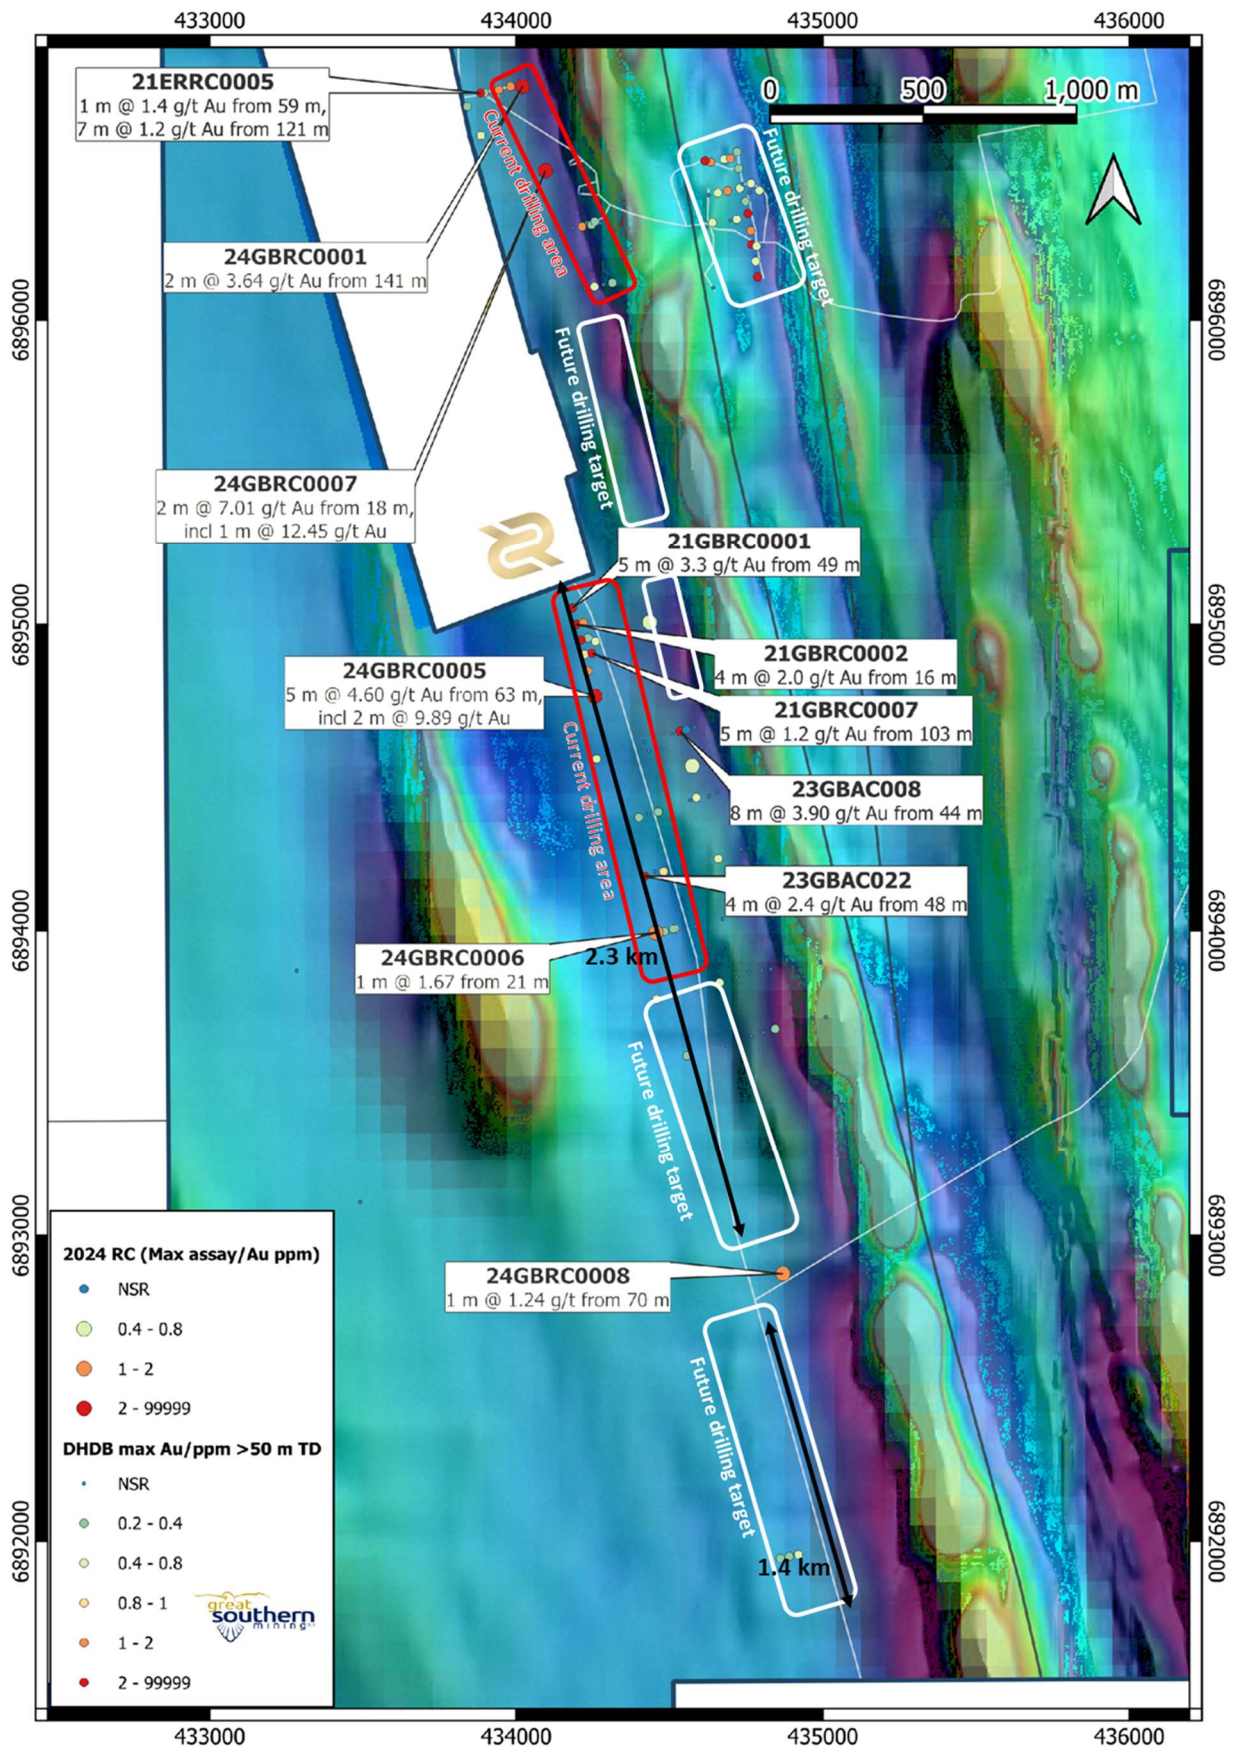 433000
434000
435000
436000
21ERRC0005
1 m @ 1.4 g/t Au from 59 m,
7 m @ 1.2 g/t Au from 121 m
0
500
1,000 m
Current drilling area
Future drilling target
24GBRC0001
2 m @ 3.64 g/t Au from 141 m
6896000
6896000
Future drilling target
24GBRC0007
2 m @ 7.01 g/t Au from 18 m,
incl 1 m @ 12.45 g/t Au
21GBRC0001
5 m @ 3.3 g/t Au from 49 m
6895000
6895000
21GBRC0002
4 m @ 2.0 g/t Au from 16 m
24GBRC0005
5 m @ 4.60 g/t Au from 63 m,
incl 2 m @ 9.89 g/t Au
21GBRC0007
5 m @ 1.2 g/t Au from 103 m
Current drilling area
23GBAC008
8 m @ 3.90 g/t Au from 44 m
23GBAC022
4 m @ 2.4 g/t Au from 48 m
6894000
6894000
24GBRC0006
1 m @ 1.67 from 21 m
2.3 km
Future drilling target
6893000
6893000
24GBRC0008
1 m @ 1.24 g/t from 70 m
2024 RC (Max assay/Au ppm)
NSR
0.4 - 0.8
1 - 2
2 - 99999
DHDB max Au/ppm >50 m TD
NSR
0.2 - 0.4
0.4 - 0.8
0.8 - 1
1 - 2
2 - 99999
great
southern
mining
Future drilling target
6892000
6892000
1.4 km
433000
434000
435000
436000